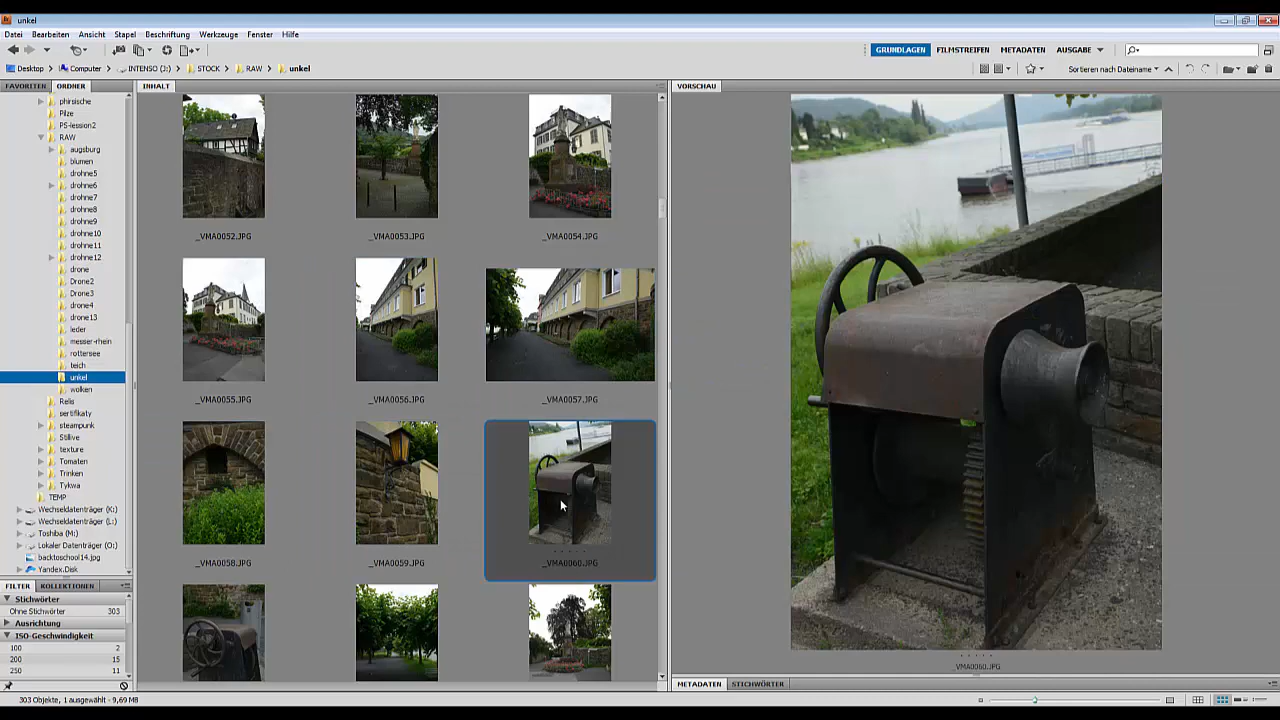 unkel
Datei Bearbeiten Ansicht Stapel Beschriftung Werkzeuge Fenster Hilfe
GRUNDLAGEN FILMSTREIFEN METADATEN AUSGABE
Desktop Computer INTENSO (J:) STOCK RAW unkel
Sortieren nach Dateiname
FAVORITEN ORDNER
INHALT
VORSCHAU
phirsische
Pilze
PS-lession2
RAW
augsburg
blumen
drohne5
drohne6
drohne7
drohne8
drohne9
drohne10
drohne11
drohne12
drone
Drone2
Drone3
drone4
drone13
leder
messer-rhein
rottersee
teich
unkel
wolken
Relis
sertifikaty
steampunk
Stillive
texture
Tomaten
Trinken
Tykwa
TEMP
Wechseldatenträger (K:)
Wechseldatenträger (L:)
Toshiba (M:)
Lokaler Datenträger (O:)
backtoschool14.jpg
Yandex.Disk
FILTER KOLLEKTIONEN
Stichwörter
Ohne Stichwörter 303
Ausrichtung
ISO-Geschwindigkeit
100 2
200 15
250 11
_VMA0052.JPG _VMA0053.JPG _VMA0054.JPG
_VMA0055.JPG _VMA0056.JPG _VMA0057.JPG
_VMA0058.JPG _VMA0059.JPG _VMA0060.JPG
_VMA0060.JPG
METADATEN STICHWÖRTER
303 Objekte, 1 ausgewählt - 9,69 MB